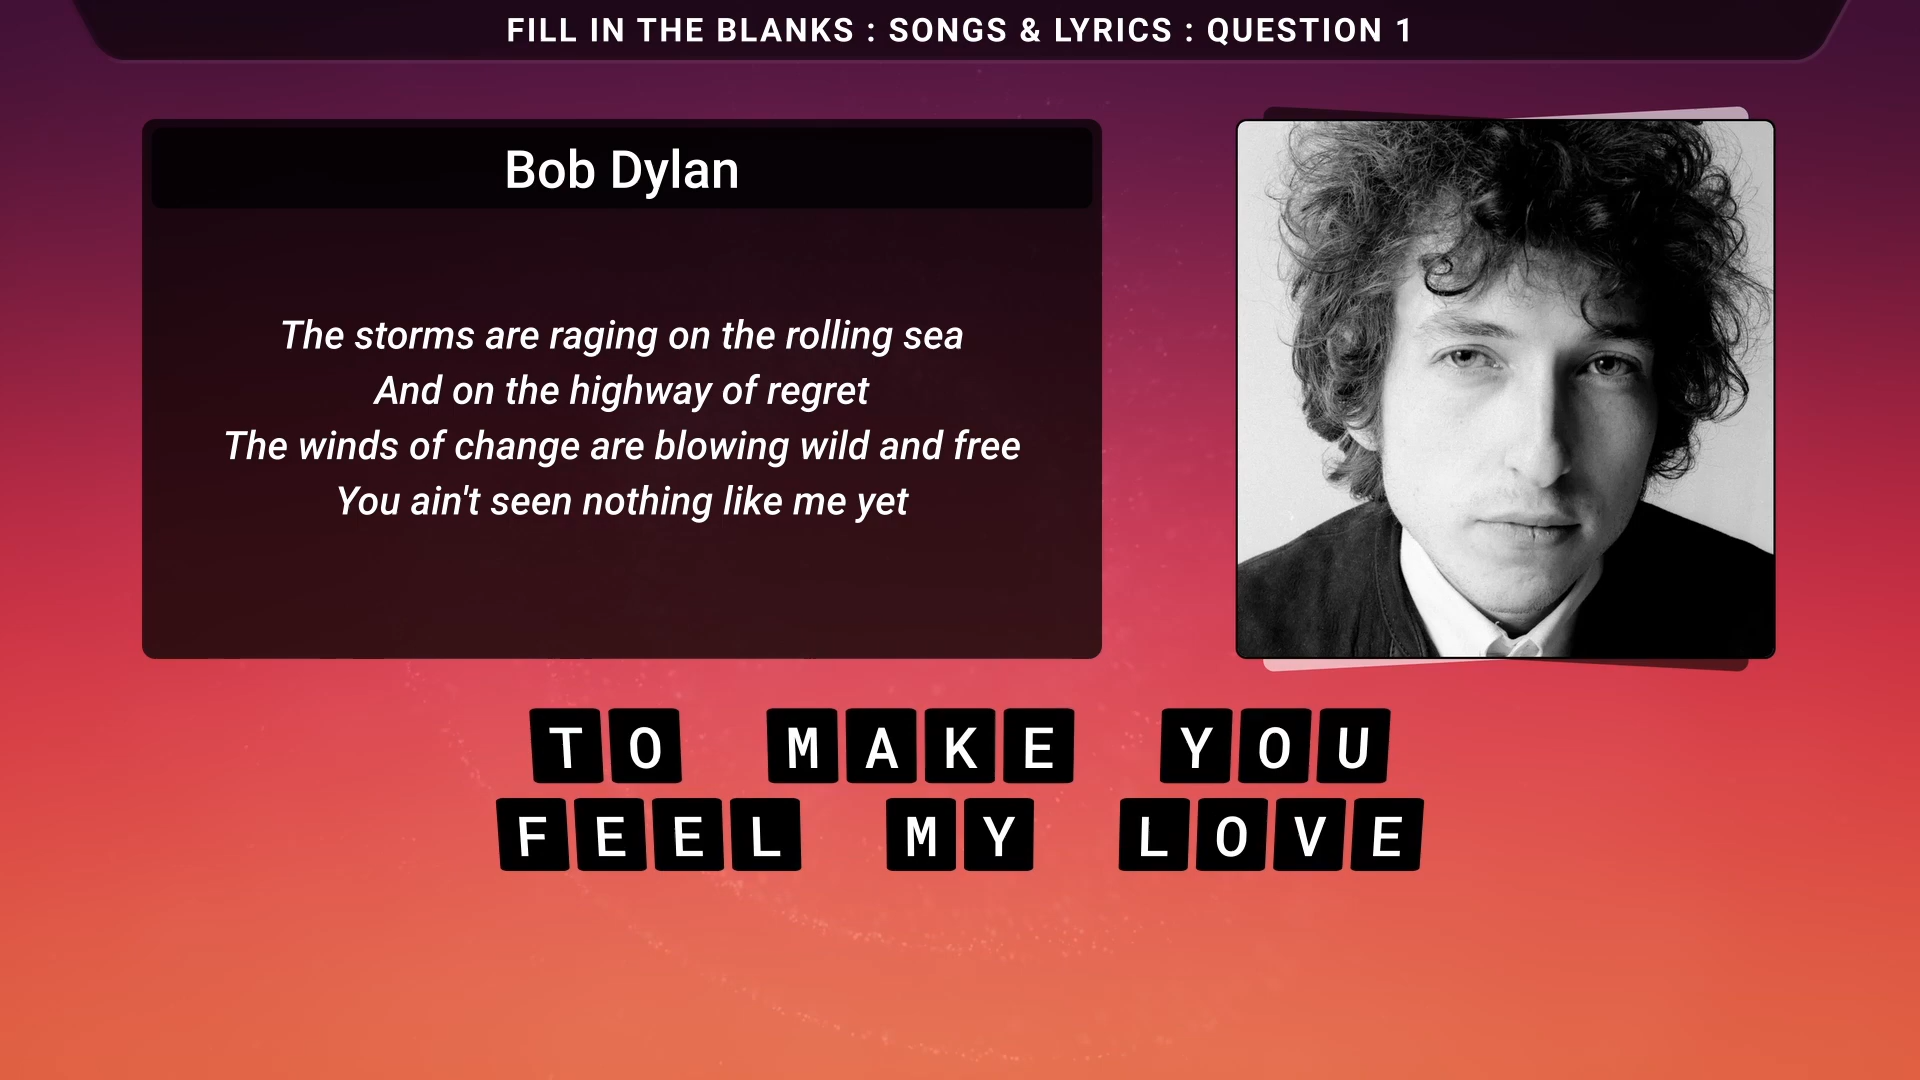 FILL IN THE BLANKS : SONGS & LYRICS : QUESTION 1
Bob Dylan
The storms are raging on the rolling sea
And on the highway of regret
The winds of change are blowing wild and free
You ain't seen nothing like me yet
TO MAKE YOU
FEEL MY LOVE